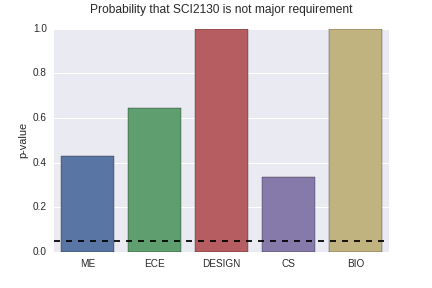 Probability that SCI2130 is not major requirement
1.0
0.8
0.6
0.4
0.2
0.0
p-value
ME ECE DESIGN CS BIO